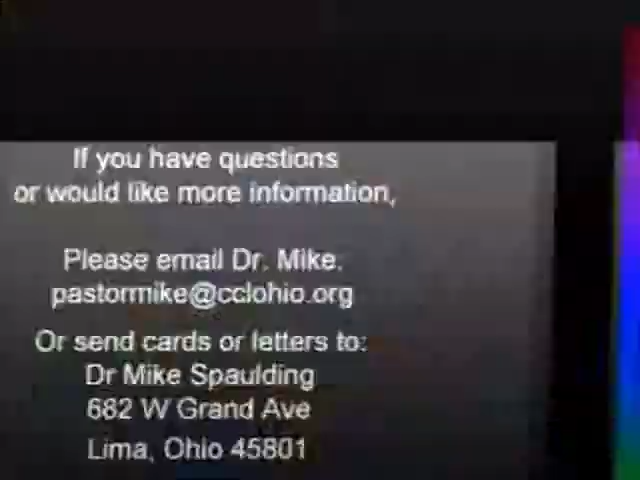 If you have questions
or would like more information,
Please email Dr. Mike.
pastormike@cclohio.org
Or send cards or letters to:
Dr Mike Spaulding
682 W Grand Ave
Lima, Ohio 45801